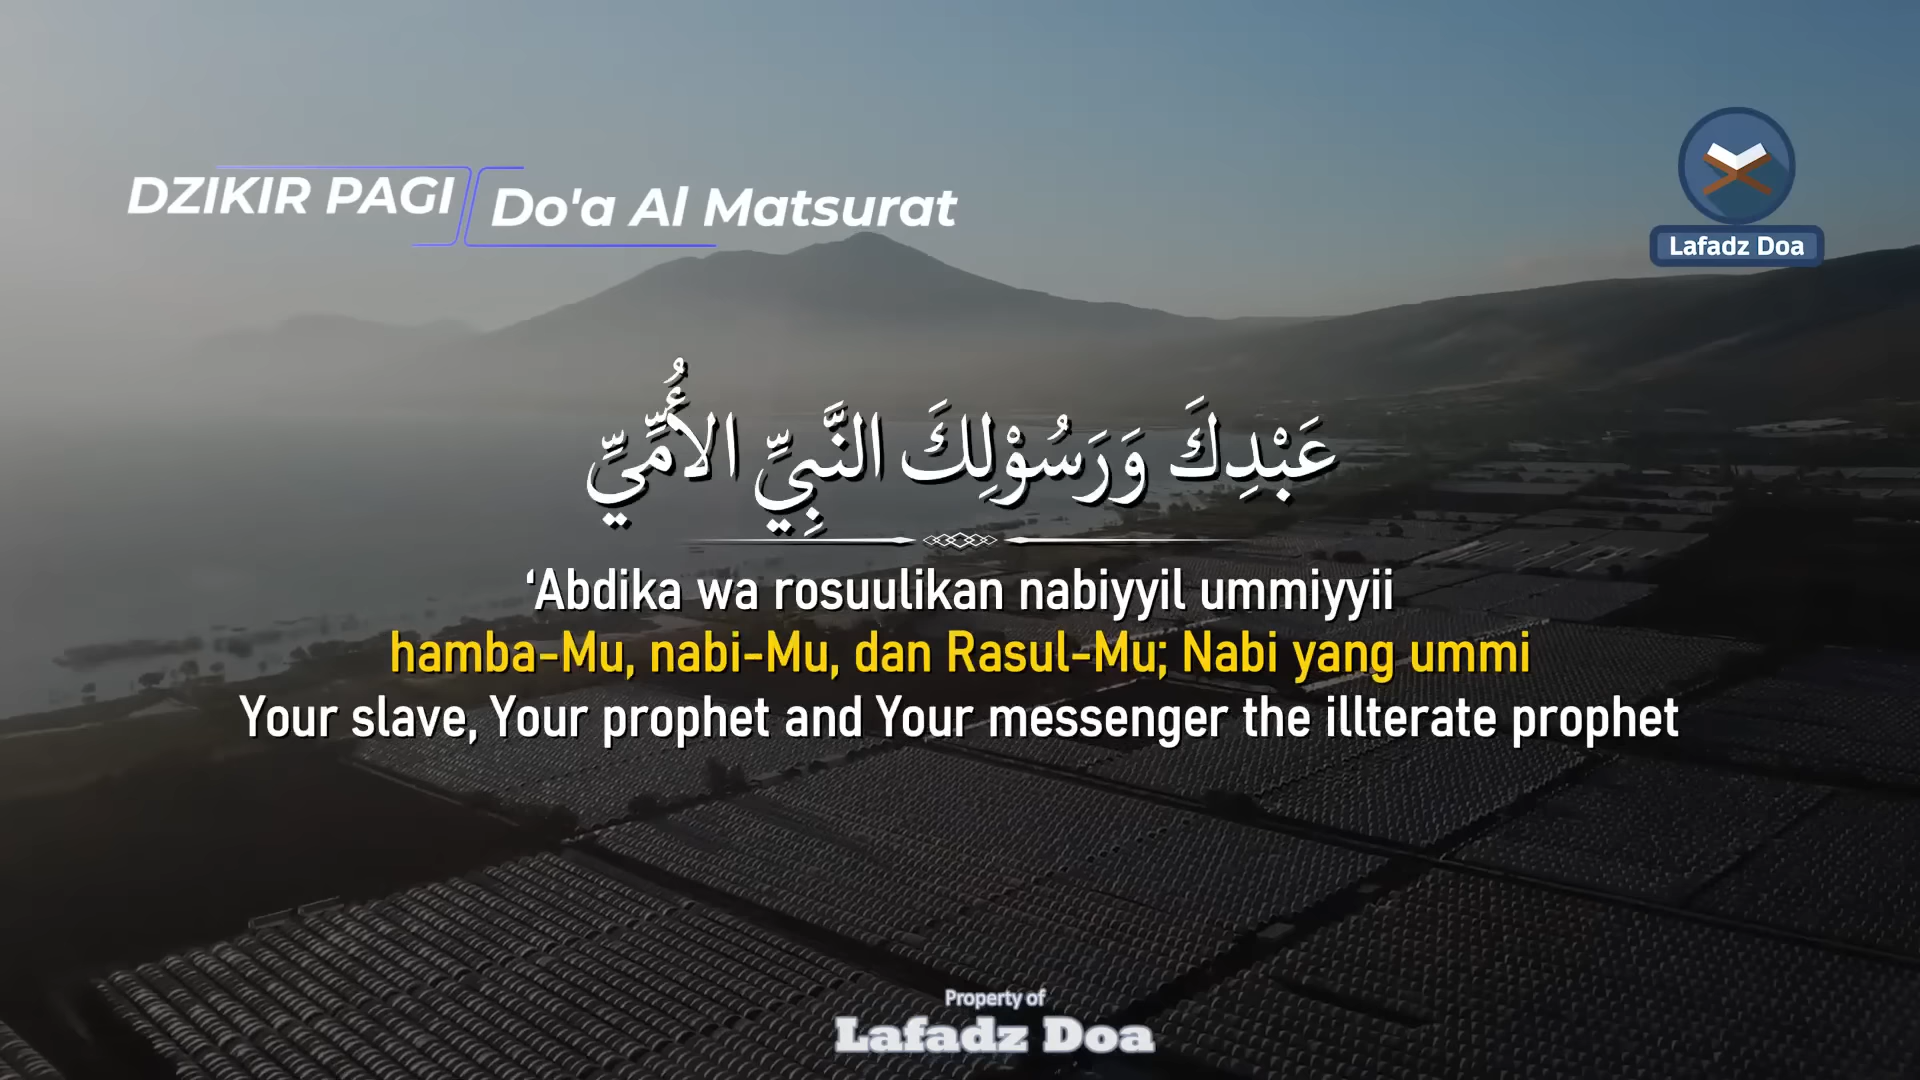 DZIKIR PAGI
Do'a Al Matsurat
Lafadz Doa
عَبْدِكَ وَرَسُوْلِكَ النَّبِيِّ الأُمِّيِّ
‘Abdika wa rosuulikan nabiyyil ummiyyii
hamba-Mu, nabi-Mu, dan Rasul-Mu; Nabi yang ummi
Your slave, Your prophet and Your messenger the illterate prophet
Property of
Lafadz Doa